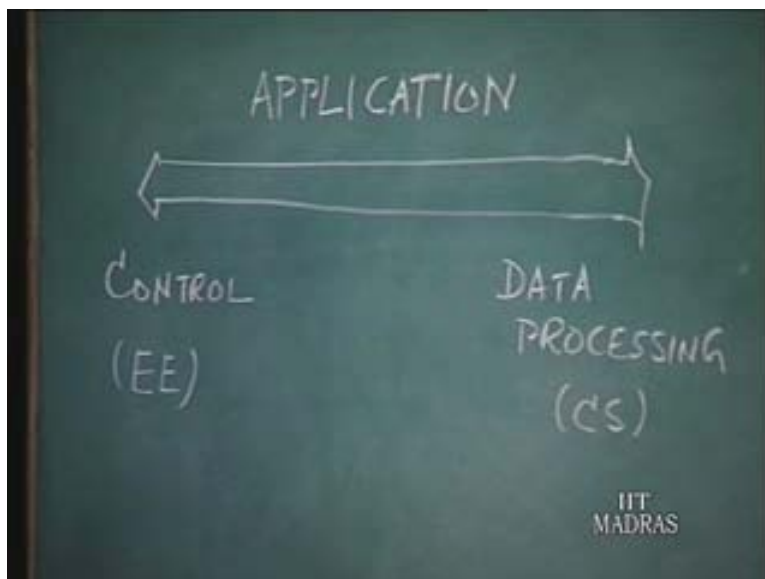 APPLICATION
CONTROL
(EE)
DATA
PROCESSING
(CS)
IIT
MADRAS